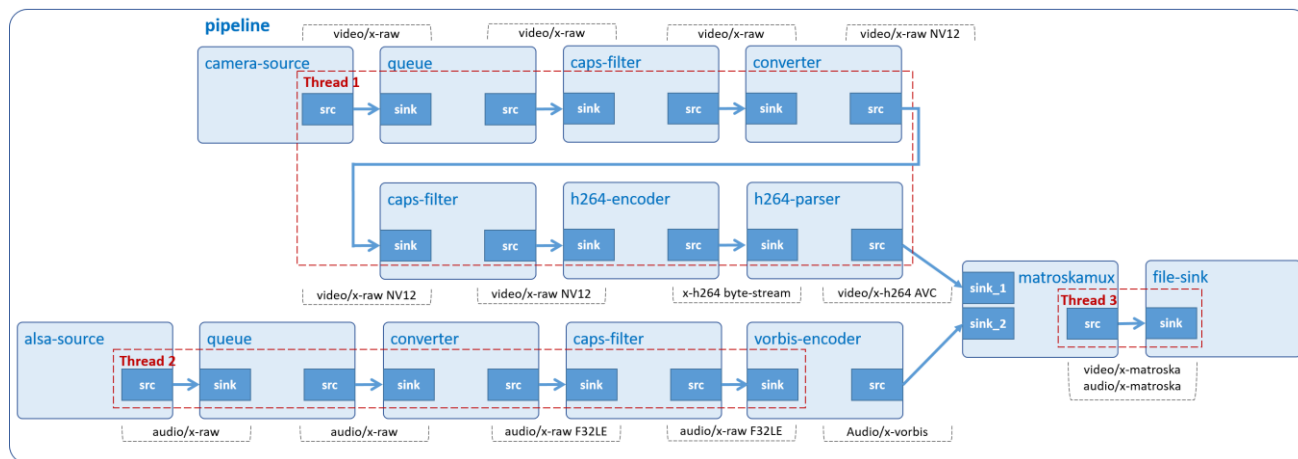 pipeline
video/x-raw
video/x-raw
video/x-raw
video/x-raw NV12
camera-source
queue
caps-filter
converter
Thread 1
src
sink
src
sink
src
sink
src
caps-filter
h264-encoder
h264-parser
sink
src
sink
src
sink
src
video/x-raw NV12
video/x-raw NV12
x-h264 byte-stream
video/x-h264 AVC
matroskamux
file-sink
sink_1
Thread 3
sink_2
src
sink
video/x-matroska
audio/x-matroska
alsa-source
queue
converter
caps-filter
vorbis-encoder
Thread 2
src
sink
src
sink
src
sink
src
sink
src
audio/x-raw
audio/x-raw
audio/x-raw F32LE
audio/x-raw F32LE
Audio/x-vorbis